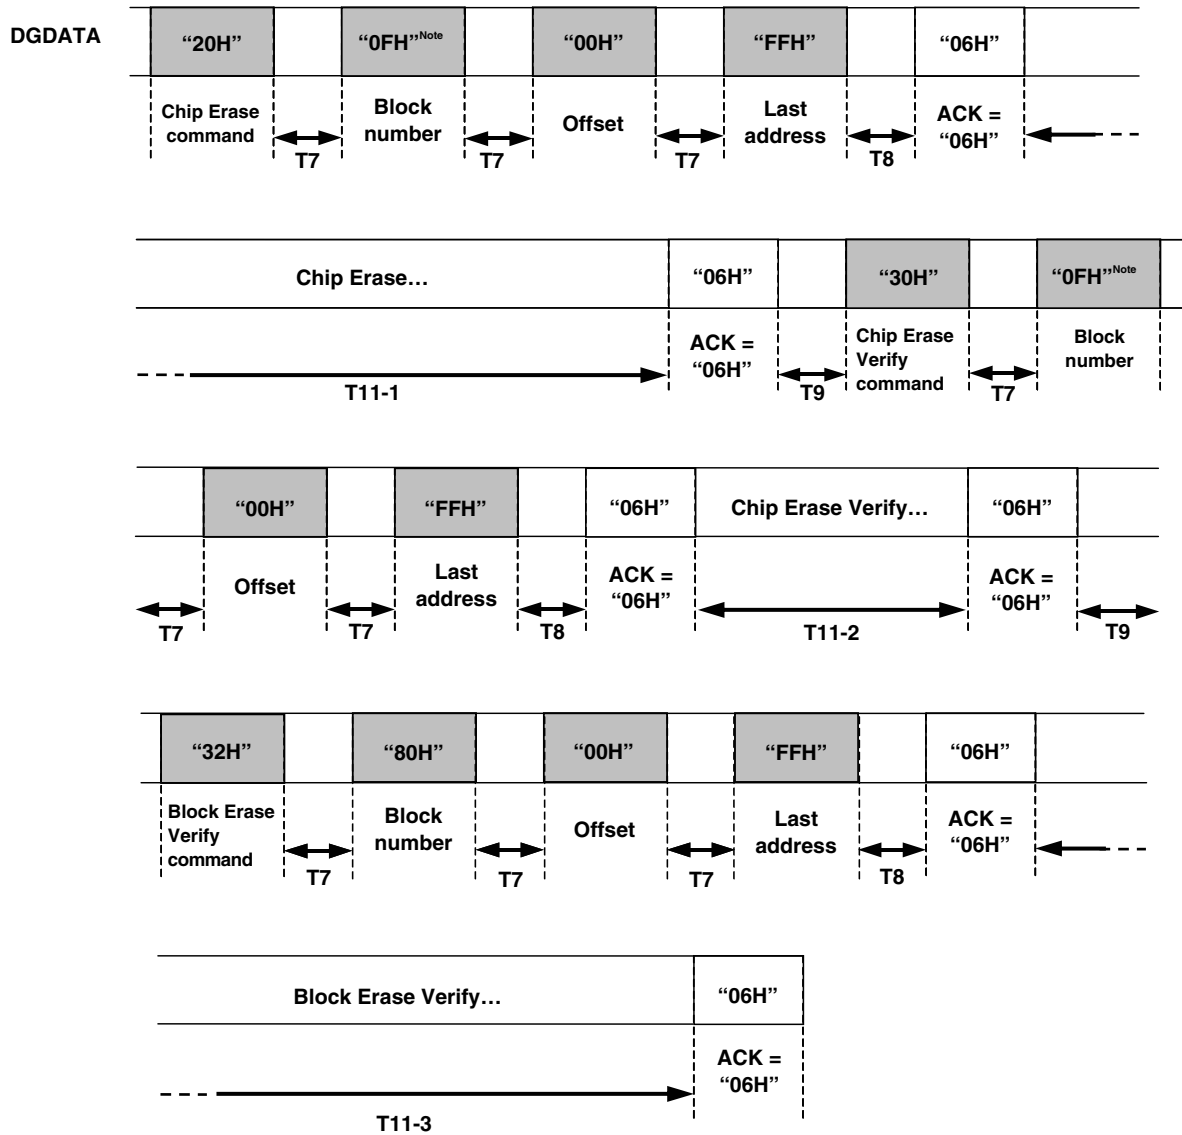 DGDATA
“20H” “0FH”Note “00H” “FFH” “06H”
Chip Erase
command
Block
number
Offset
Last
address
ACK =
“06H”
T7 T7 T7 T8
Chip Erase… “06H” “30H” “0FH”Note
ACK =
“06H”
Chip Erase
Verify
command
Block
number
T11-1 T9 T7
“00H” “FFH” “06H” Chip Erase Verify… “06H”
Offset
Last
address
ACK =
“06H”
ACK =
“06H”
T7 T7 T8 T11-2 T9
“32H” “80H” “00H” “FFH” “06H”
Block Erase
Verify
command
Block
number
Offset
Last
address
ACK =
“06H”
T7 T7 T7 T8
Block Erase Verify… “06H”
ACK =
“06H”
T11-3